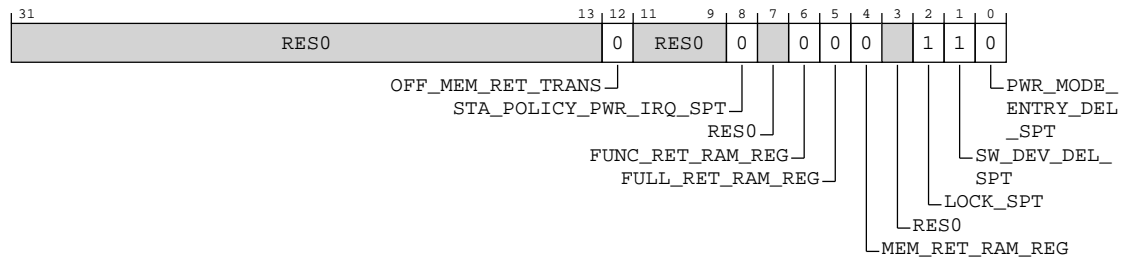 31 13 12 11 9 8 7 6 5 4 3 2 1 0
RES0 0 RES0 0 0 0 0 1 1 0
OFF_MEM_RET_TRANS PWR_MODE_
STA_POLICY_PWR_IRQ_SPT ENTRY_DEL
RES0 _SPT
FUNC_RET_RAM_REG SW_DEV_DEL_
FULL_RET_RAM_REG SPT
LOCK_SPT
RES0
MEM_RET_RAM_REG